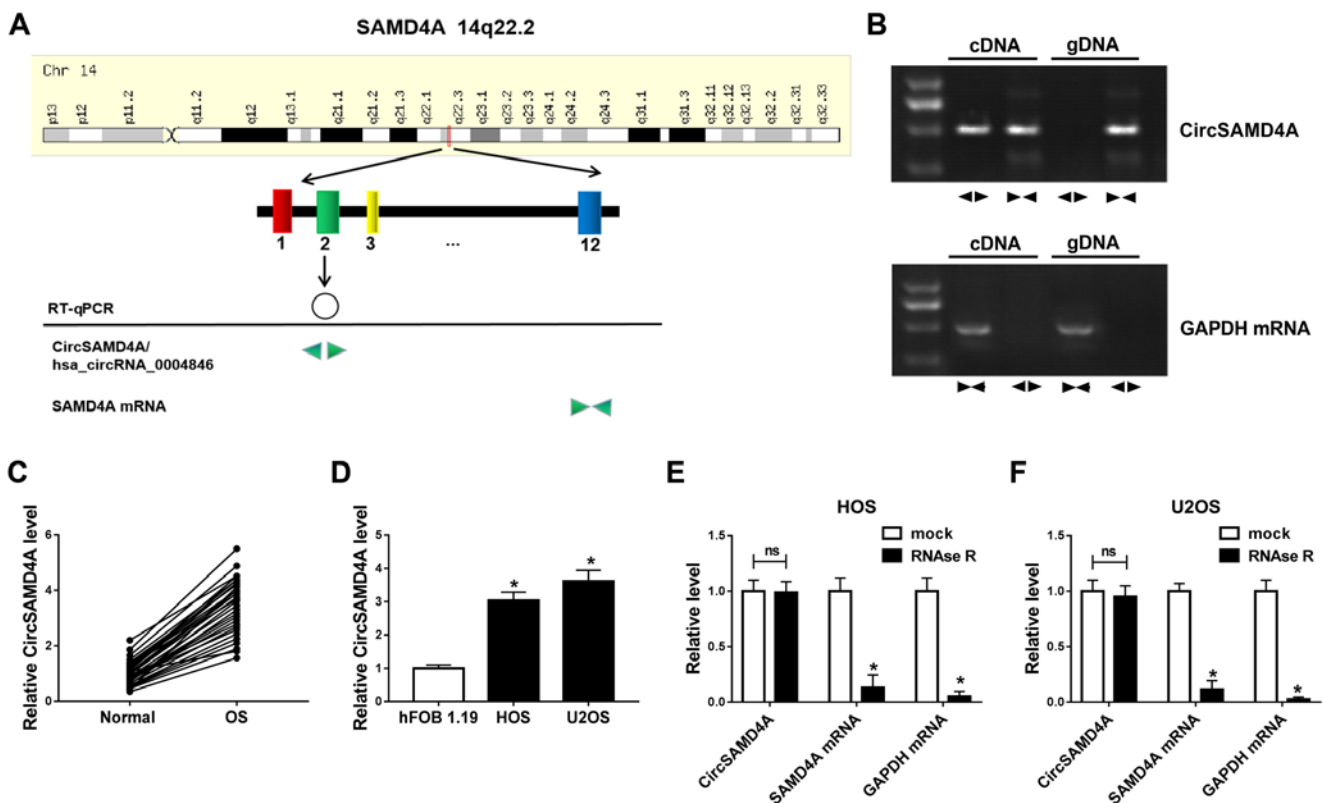 A
SAMD4A 14q22.2
Chr 14
p13 p12 p11.2 q11.2 q12 q13.1 q21.1 q21.2 q21.3 q22.1 q22.3 q23.1 q23.2 q23.3 q24.1 q24.2 q24.3 q31.1 q31.3 q32.11 q32.12 q32.13 q32.2 q32.31 q32.33
1 2 3 ... 12
RT-qPCR
CircSAMD4A/
hsa_circRNA_0004846
SAMD4A mRNA
B
cDNA gDNA
CircSAMD4A
cDNA gDNA
GAPDH mRNA
C
Relative CircSAMD4A level
6
4
2
0
Normal OS
D
Relative CircSAMD4A level
5
4
3
2
1
0
* *
hFOB 1.19 HOS U2OS
E
HOS
mock
RNAse R
Relative level
1.5
1.0
0.5
0.0
ns
* *
CircSAMD4A
SAMD4A mRNA
GAPDH mRNA
F
U2OS
mock
RNAse R
Relative level
1.5
1.0
0.5
0.0
ns
* *
CircSAMD4A
SAMD4A mRNA
GAPDH mRNA